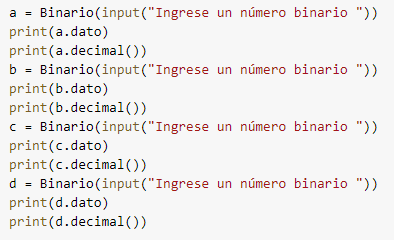 a = Binario(input("Ingrese un número binario "))
print(a.dato)
print(a.decimal())
b = Binario(input("Ingrese un número binario "))
print(b.dato)
print(b.decimal())
c = Binario(input("Ingrese un número binario "))
print(c.dato)
print(c.decimal())
d = Binario(input("Ingrese un número binario "))
print(d.dato)
print(d.decimal())